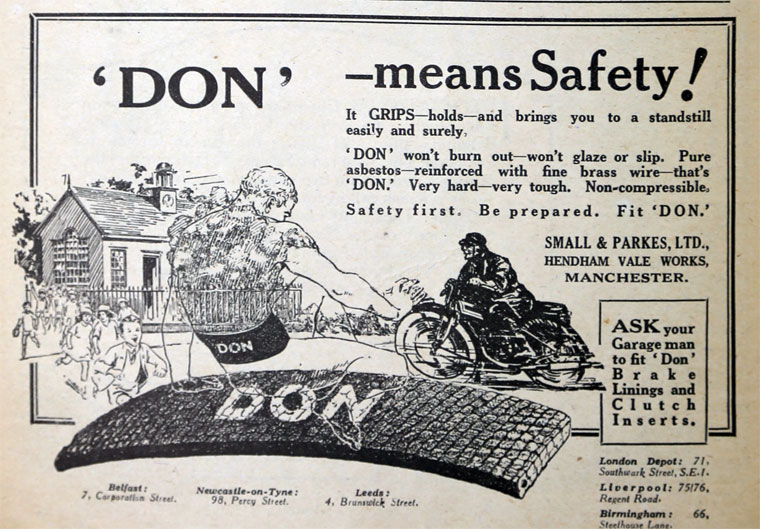 ‘DON’ —means Safety!
It GRIPS—holds—and brings you to a standstill
easily and surely.
‘DON’ won't burn out—won't glaze or slip. Pure
asbestos—reinforced with fine brass wire—that's
‘DON.’ Very hard—very tough. Non-compressible.
Safety first. Be prepared. Fit ‘DON.’
SMALL & PARKES, LTD.,
HENDHAM VALE WORKS,
MANCHESTER.
DON
DON
ASK your
Garage man
to fit ‘Don’
Brake
Linings and
Clutch
Inserts.
Belfast:
7, Corporation Street.
Newcastle-on-Tyne:
98, Percy Street.
Leeds:
4, Brunswick Street.
London Depot: 71,
Southwark Street, S.E.1.
Liverpool: 75/76,
Regent Road.
Birmingham: 66,
Steelhouse Lane.